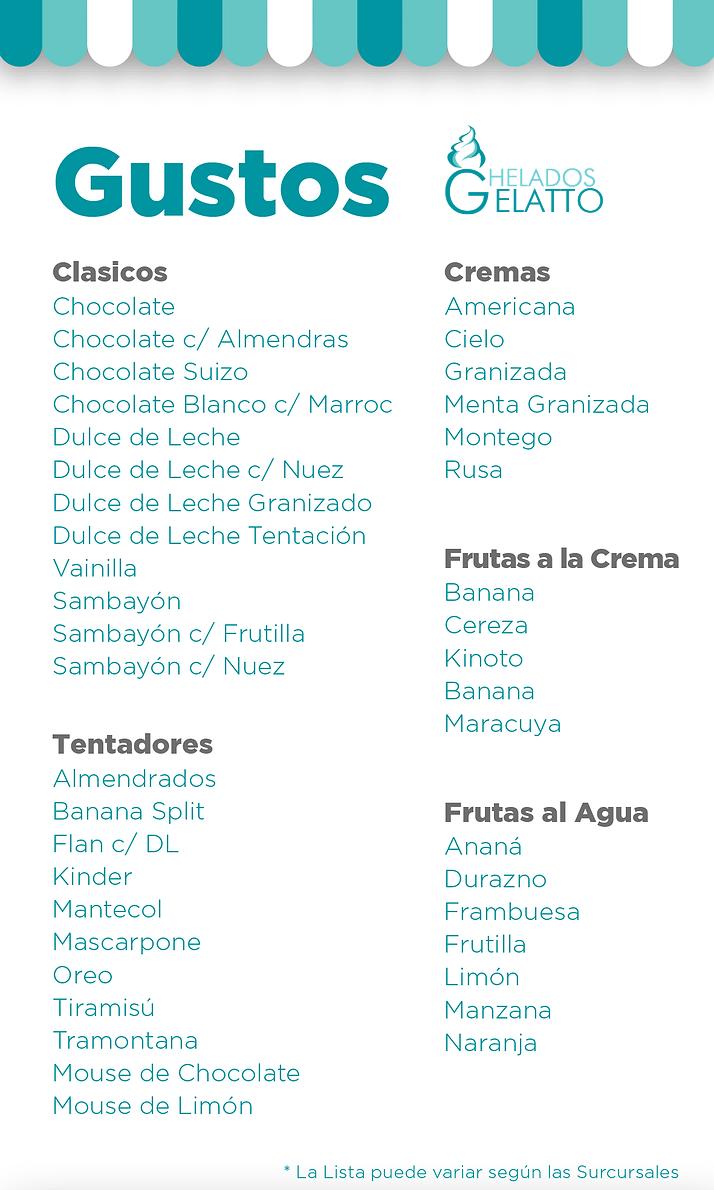 Gustos
HELADOS
GELATTO
Clasicos
Chocolate
Chocolate c/ Almendras
Chocolate Suizo
Chocolate Blanco c/ Marroc
Dulce de Leche
Dulce de Leche c/ Nuez
Dulce de Leche Granizado
Dulce de Leche Tentación
Vainilla
Sambayón
Sambayón c/ Frutilla
Sambayón c/ Nuez
Tentadores
Almendrados
Banana Split
Flan c/ DL
Kinder
Mantecol
Mascarpone
Oreo
Tiramisú
Tramontana
Mouse de Chocolate
Mouse de Limón
Cremas
Americana
Cielo
Granizada
Menta Granizada
Montego
Rusa
Frutas a la Crema
Banana
Cereza
Kinoto
Banana
Maracuya
Frutas al Agua
Ananá
Durazno
Frambuesa
Frutilla
Limón
Manzana
Naranja
* La Lista puede variar según las Surcursales